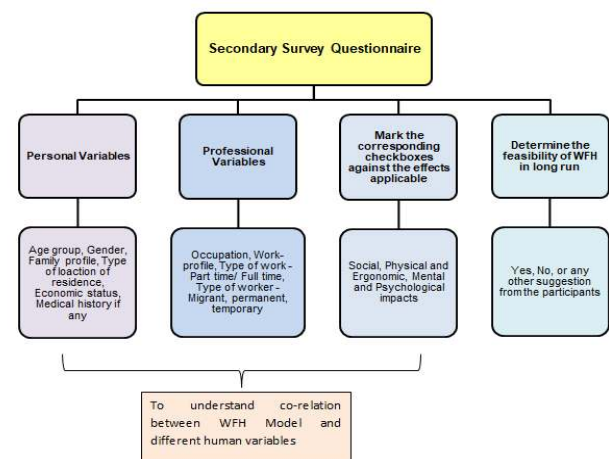 Secondary Survey Questionnaire
Personal Variables
Professional
Variables
Mark the
corresponding
checkboxes
against the effects
applicable
Determine the
feasibility of WFH
in long run
Age group, Gender,
Family profile, Type
of loaction of
residence,
Economic status,
Medical history if
any
Occupation, Work-
profile, Type of work -
Part time/ Full time,
Type of worker -
Migrant, permanent,
temporary
Social, Physical and
Ergonomic, Mental
and Psychological
impacts
Yes, No, or any
other suggestion
from the participants
To understand co-relation
between WFH Model and
different human variables